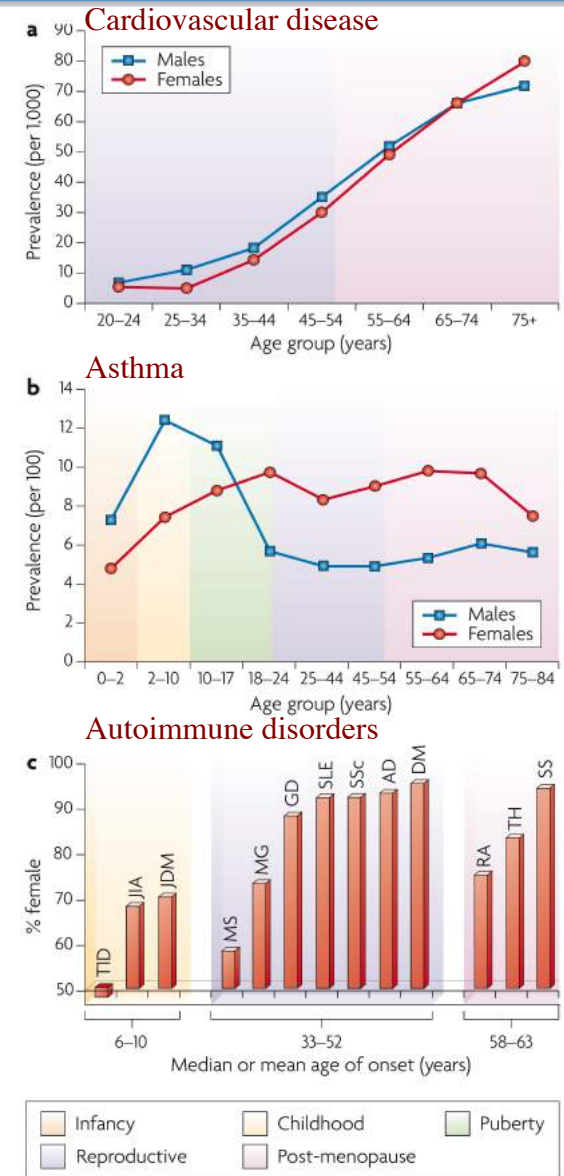 Cardiovascular disease
a
90
80
70
60
50
40
30
20
10
0
Prevalence (per 1,000)
Males
Females
20–24 25–34 35–44 45–54 55–64 65–74 75+
Age group (years)
Asthma
b
14
12
10
8
6
4
2
0
Prevalence (per 100)
Males
Females
0–2 2–10 10–17 18–24 25–44 45–54 55–64 65–74 75–84
Age group (years)
Autoimmune disorders
c
100
90
80
70
60
50
% female
T1D JIA JDM MS MG GD SLE SSc AD DM RA TH SS
6–10 33–52 58–63
Median or mean age of onset (years)
Infancy Childhood Puberty
Reproductive Post-menopause